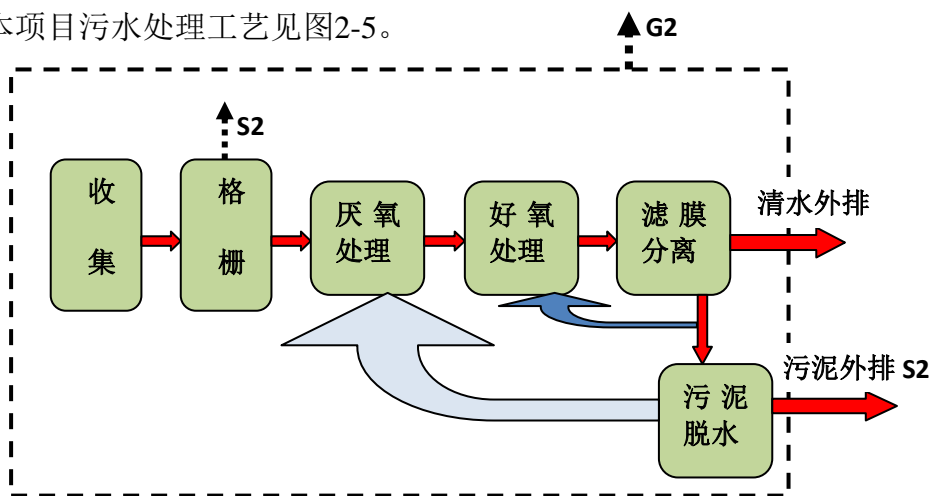 本项目污水处理工艺见图2-5。
G2
S2
收
集
格
栅
厌 氧
处理
好 氧
处理
滤 膜
分离
清水外排
污泥外排 S2
污 泥
脱水